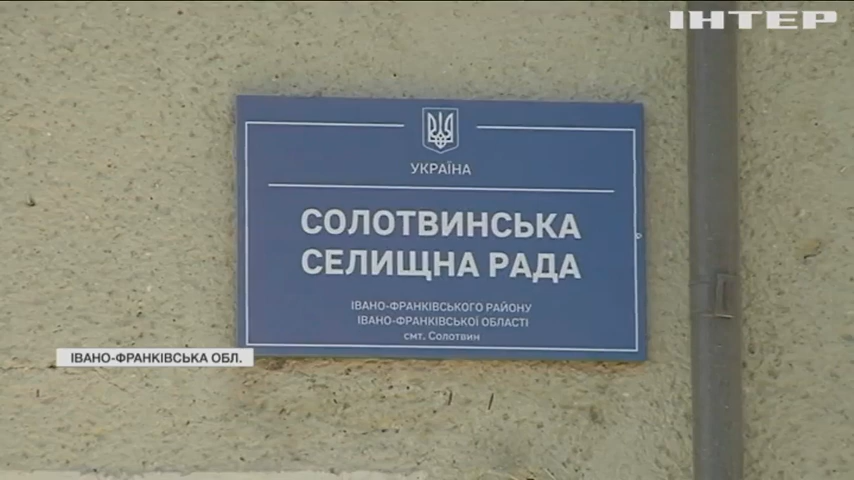 ІНТЕР
УКРАЇНА
СОЛОТВИНСЬКА
СЕЛИЩНА РАДА
ІВАНО-ФРАНКІВСЬКОГО РАЙОНУ
ІВАНО-ФРАНКІВСЬКОЇ ОБЛАСТІ
смт. Солотвин
ІВАНО-ФРАНКІВСЬКА ОБЛ.